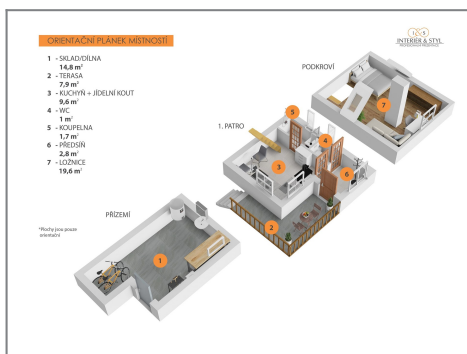 ORIENTAČNÍ PLÁNEK MÍSTNOSTÍ
I S
INTERIÉR & STYL
1 - SKLAD/DÍLNA
14,8 m²
2 - TERASA
7,9 m²
3 - KUCHYŇ + JÍDELNÍ KOUT
9,6 m²
4 - WC
1 m²
5 - KOUPELNA
1,7 m²
6 - PŘEDSÍŇ
2,8 m²
7 - LOŽNICE
19,6 m²
PODKROVÍ
7
1. PATRO
5
4
3
6
2
PŘÍZEMÍ
1
*Plochy jsou pouze
orientační